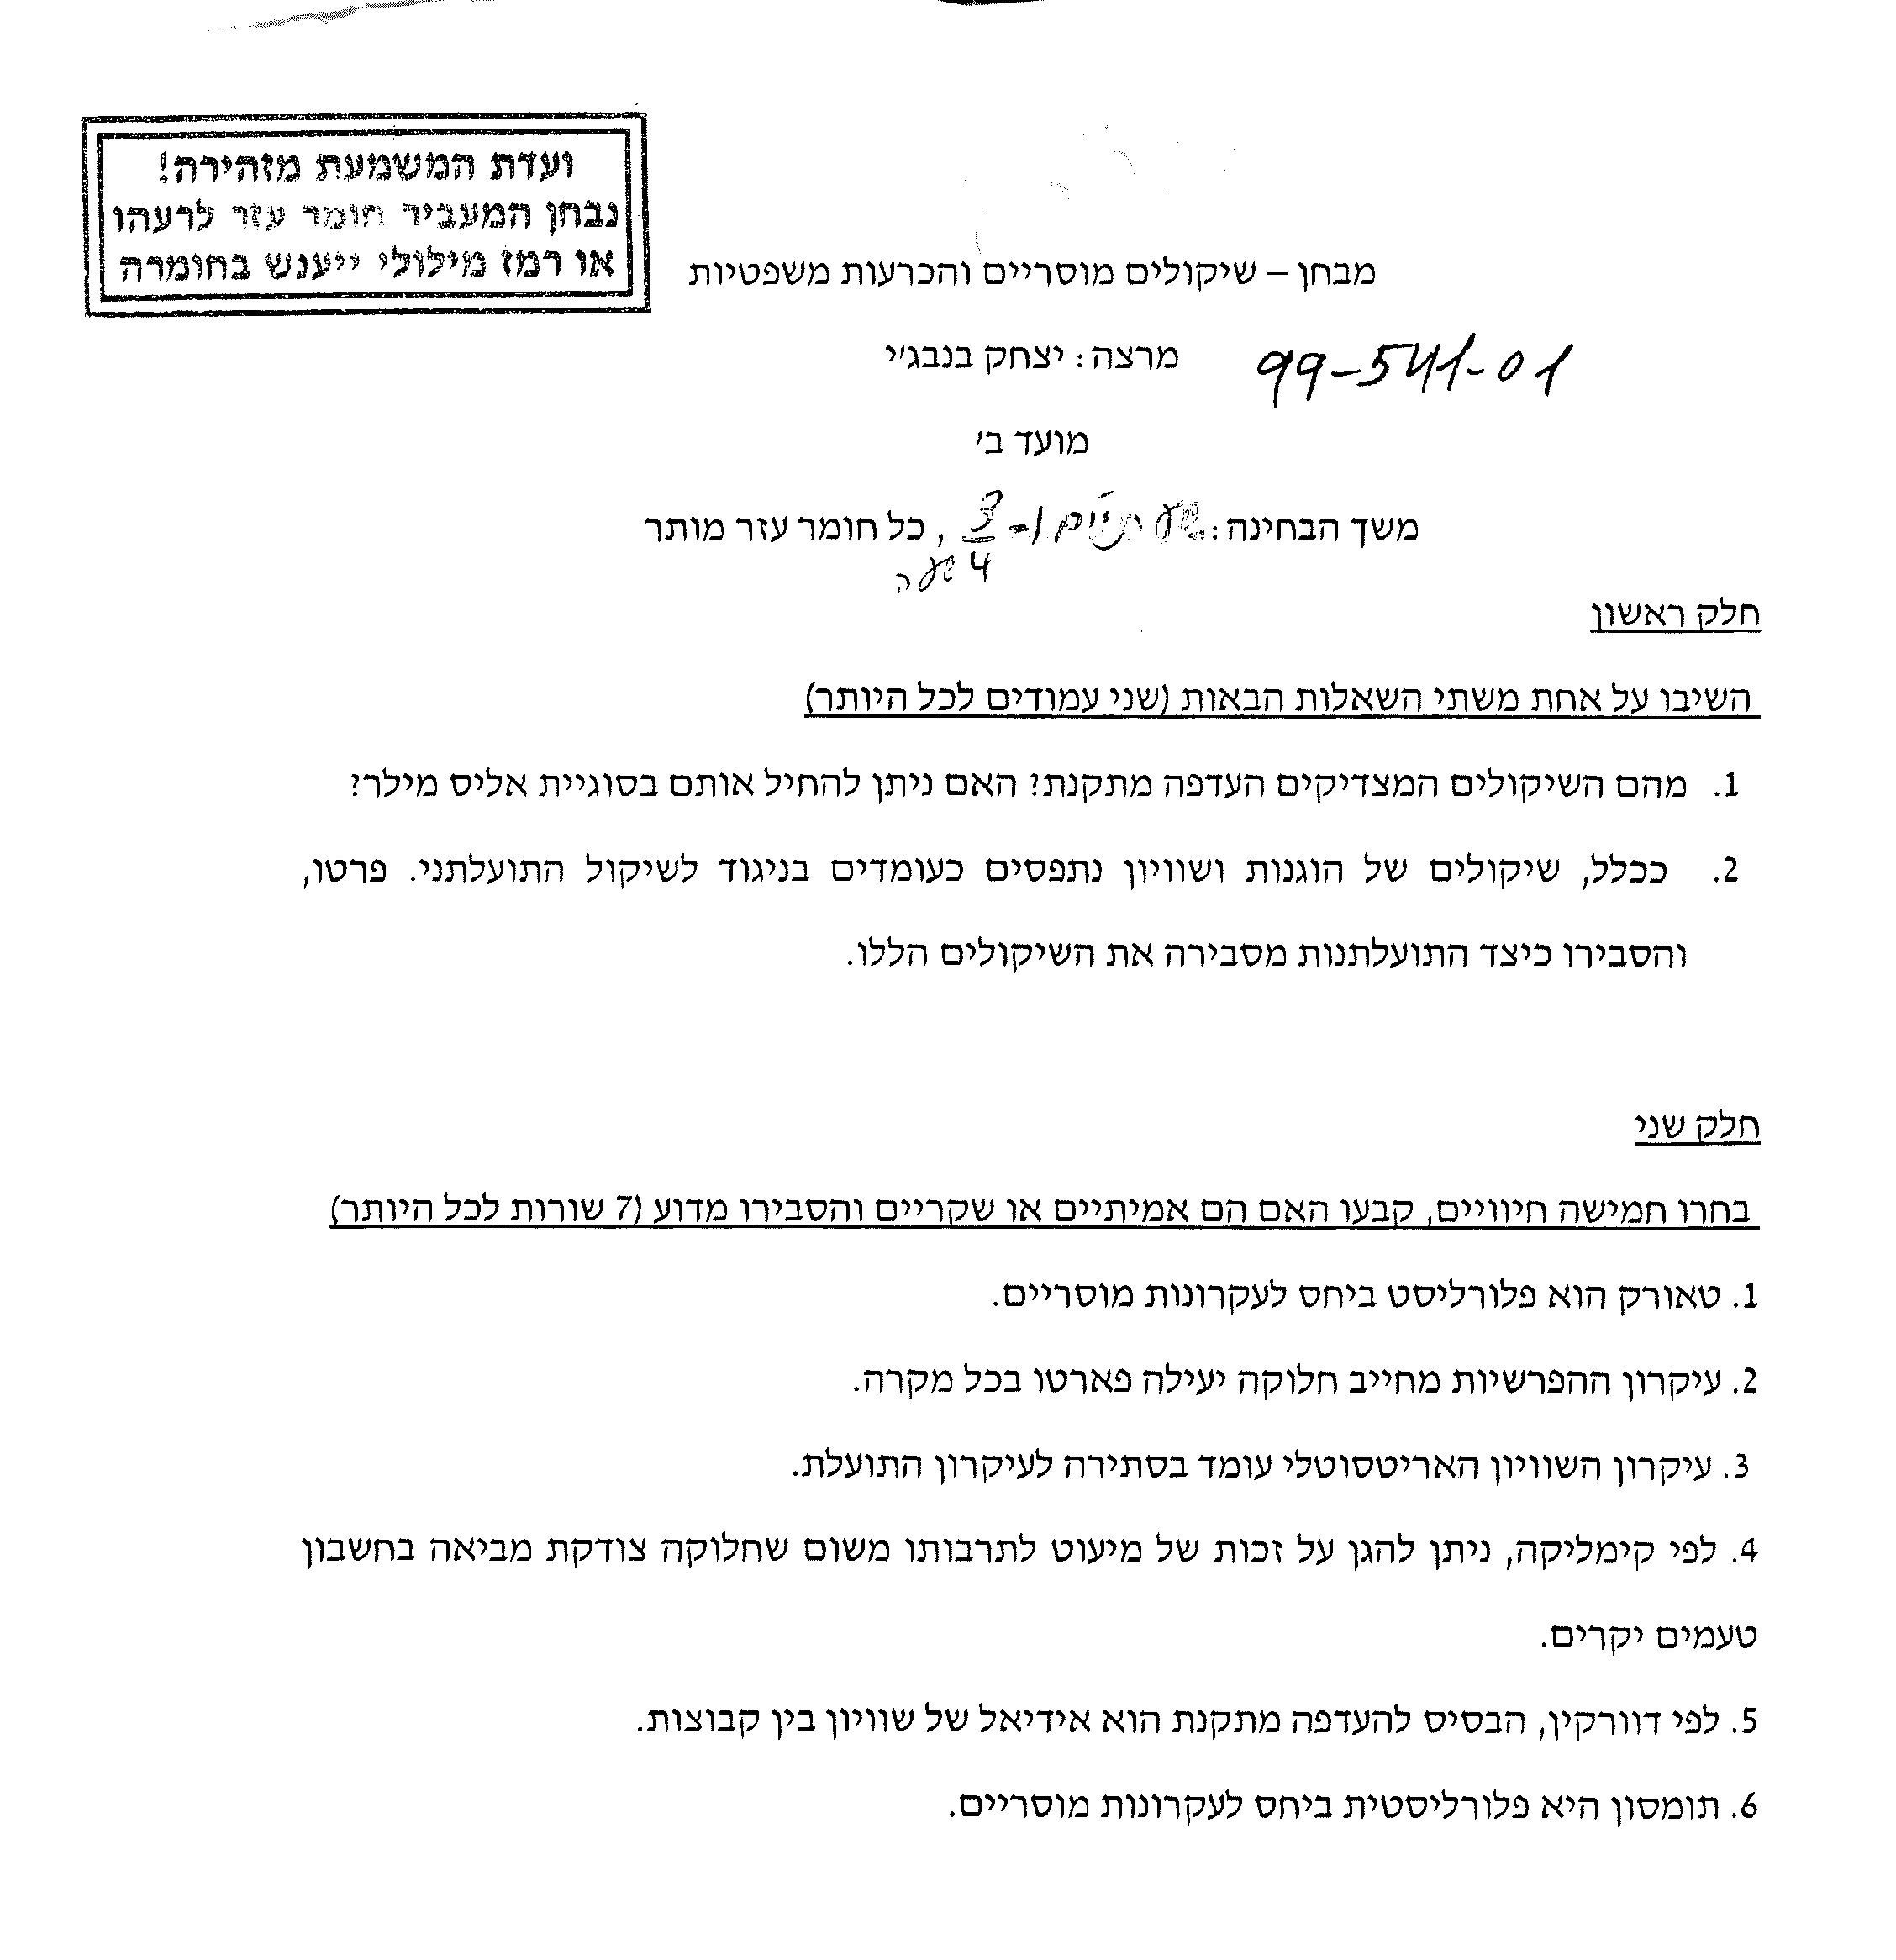 ועדת המשמעת מזהירה!
נבחן המעביר חומר עזר לרעהו
או רמז מילולי ייענש בחומרה
מבחן – שיקולים מוסריים והכרעות משפטיות
מרצה: יצחק בנבג'י 99-541-01
מועד ב'
משך הבחינה: שעתיים ו- 3/4 שעה, כל חומר עזר מותר
חלק ראשון
השיבו על אחת משתי השאלות הבאות (שני עמודים לכל היותר)
1. מהם השיקולים המצדיקים העדפה מתקנת? האם ניתן להחיל אותם בסוגיית אליס מילר?
2. ככלל, שיקולים של הוגנות ושוויון נתפסים כעומדים בניגוד לשיקול התועלתני. פרטו,
והסבירו כיצד התועלתנות מסבירה את השיקולים הללו.
חלק שני
בחרו חמישה חיוויים, קבעו האם הם אמיתיים או שקריים והסבירו מדוע (7 שורות לכל היותר)
1. טאורק הוא פלורליסט ביחס לעקרונות מוסריים.
2. עיקרון ההפרשיות מחייב חלוקה יעילה פארטו בכל מקרה.
3. עיקרון השוויון האריטסוטלי עומד בסתירה לעיקרון התועלת.
4. לפי קימליקה, ניתן להגן על זכות של מיעוט לתרבותו משום שחלוקה צודקת מביאה בחשבון
טעמים יקרים.
5. לפי דוורקין, הבסיס להעדפה מתקנת הוא אידיאל של שוויון בין קבוצות.
6. תומסון היא פלורליסטית ביחס לעקרונות מוסריים.